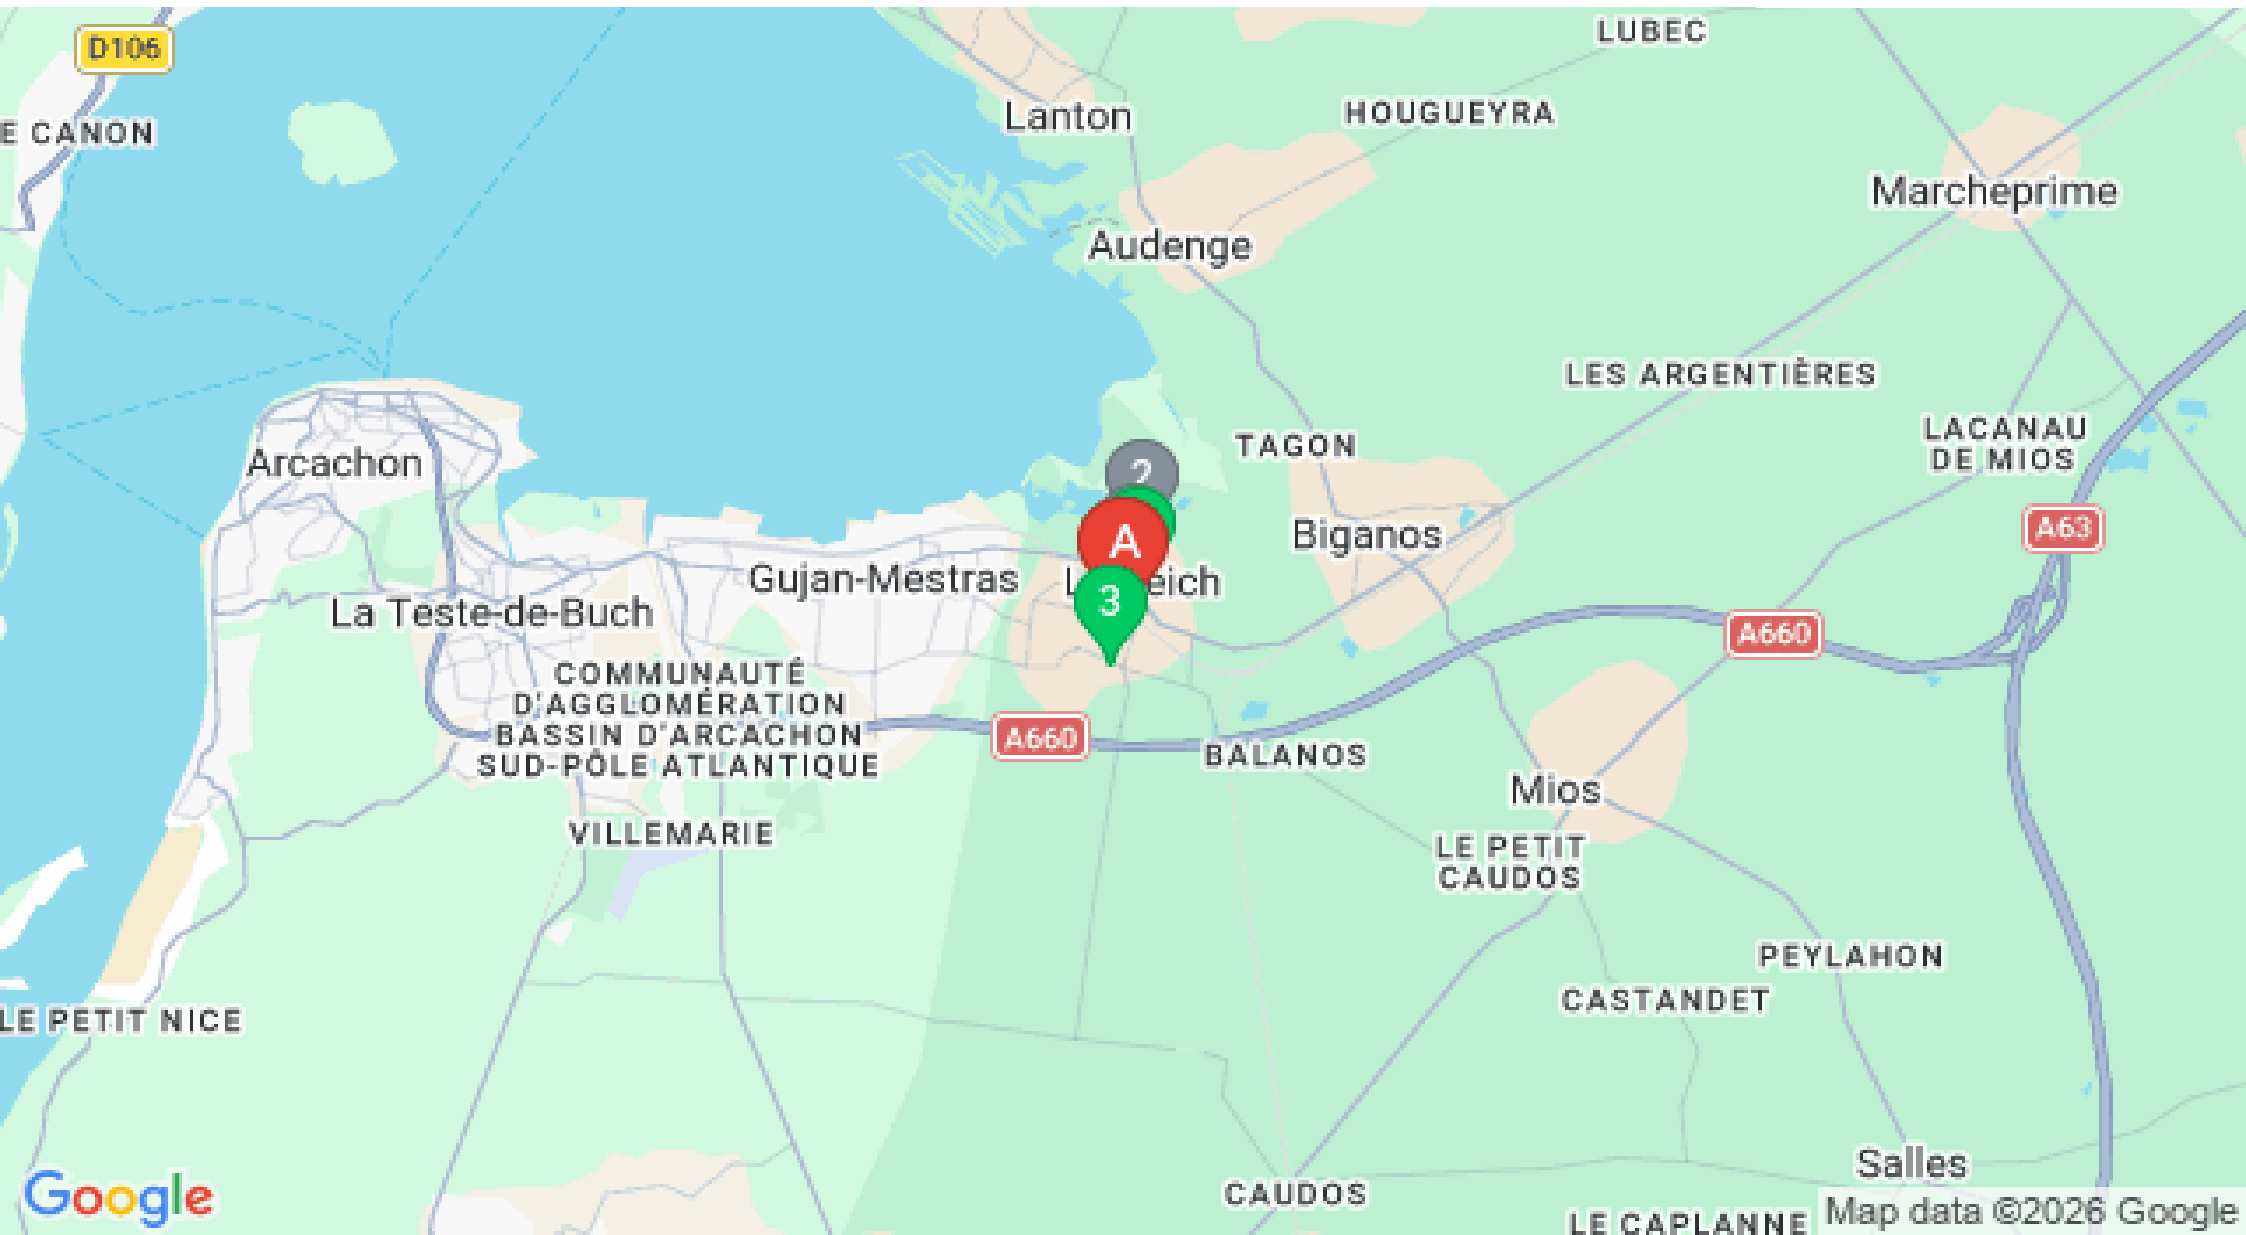 D106
LUBEC
E CANON
Lanton
HOUGUEYRA
Marcheprime
Audenge
LES ARGENTIÈRES
LACANAU
DE MIOS
TAGON
Arcachon
2
A63
Biganos
A
Gujan-Mestras
eich
3
La Teste-de-Buch
A660
COMMUNAUTÉ
D'AGGLOMÉRATION
BASSIN D'ARCACHON
SUD-PÔLE ATLANTIQUE
A660
BALANOS
Mios
VILLEMARIE
LE PETIT
CAUDOS
PEYLAHON
CASTANDET
LE PETIT NICE
Salles
CAUDOS
Google
LE CAPLANNE
Map data ©2026 Google